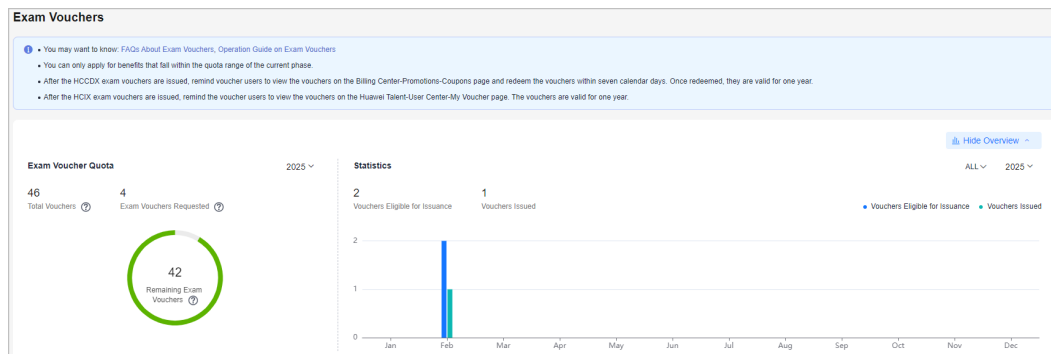 Exam Vouchers
You may want to know: FAQs About Exam Vouchers, Operation Guide on Exam Vouchers
You can only apply for benefits that fall within the quota range of the current phase.
After the HCCDX exam vouchers are issued, remind voucher users to view the vouchers on the Billing Center-Promotions-Coupons page and redeem the vouchers within seven calendar days. Once redeemed, they are valid for one year.
After the HCIX exam vouchers are issued, remind the voucher users to view the vouchers on the Huawei Talent-User Center-My Voucher page. The vouchers are valid for one year.
Hide Overview
Exam Voucher Quota 2025
46 4
Total Vouchers ? Exam Vouchers Requested ?
42
Remaining Exam
Vouchers ?
Statistics ALL 2025
2 1
Vouchers Eligible for Issuance Vouchers Issued
Vouchers Eligible for Issuance Vouchers Issued
2
1
0
Jan Feb Mar Apr May Jun Jul Aug Sep Oct Nov Dec